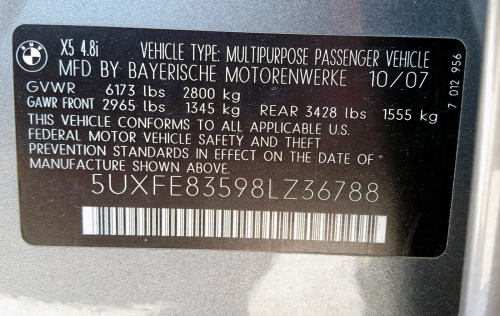 BMW
X5 4.8i VEHICLE TYPE: MULTIPURPOSE PASSENGER VEHICLE
MFD BY BAYERISCHE MOTORENWERKE 10/07
GVWR 6173 lbs 2800 kg
GAWR FRONT 2965 lbs 1345 kg REAR 3428 lbs 1555 kg
THIS VEHICLE CONFORMS TO ALL APPLICABLE U.S.
FEDERAL MOTOR VEHICLE SAFETY AND THEFT
PREVENTION STANDARDS IN EFFECT ON THE DATE OF
MANUFACTURE SHOWN ABOVE.
5UXFE83598LZ36788
7 012 956